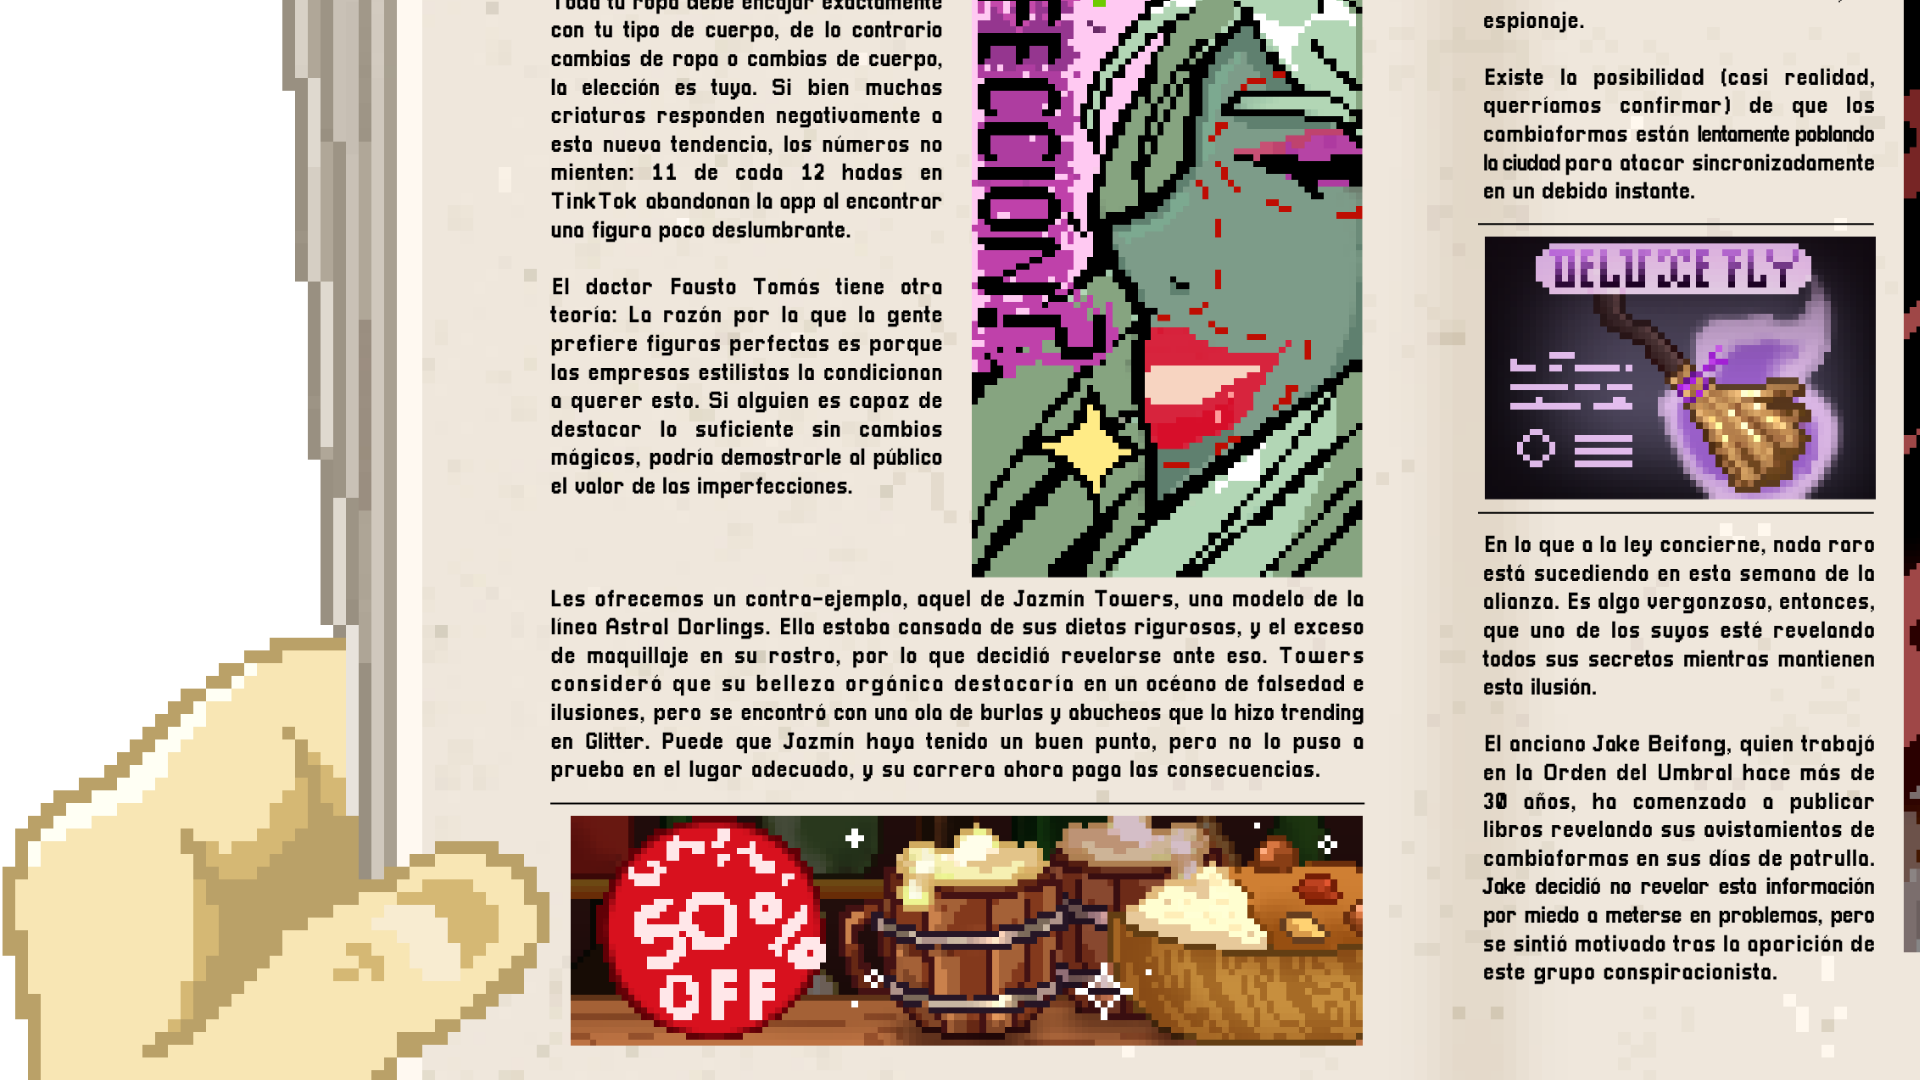 Toda tu ropa debe encajar exactamente
con tu tipo de cuerpo, de lo contrario
cambias de ropa o cambias de cuerpo,
la elección es tuya. Si bien muchas
criaturas responden negativamente a
esta nueva tendencia, los números no
mienten: 11 de cada 12 hadas en
TinkTok abandonan la app al encontrar
una figura poco deslumbrante.
El doctor Fausto Tomás tiene otra
teoría: La razón por la que la gente
prefiere figuras perfectas es porque
las empresas estilistas la condicionan
a querer esto. Si alguien es capaz de
destacar lo suficiente sin cambios
mágicos, podría demostrarle al público
el valor de las imperfecciones.
ECCION?
Les ofrecemos un contra-ejemplo, aquel de Jazmín Towers, una modelo de la
línea Astral Darlings. Ella estaba cansada de sus dietas rigurosas, y el exceso
de maquillaje en su rostro, por lo que decidió revelarse ante eso. Towers
consideró que su belleza orgánica destacaría en un océano de falsedad e
ilusiones, pero se encontró con una ola de burlas y abucheos que la hizo trending
en Glitter. Puede que Jazmín haya tenido un buen punto, pero no lo puso a
prueba en el lugar adecuado, y su carrera ahora paga las consecuencias.
50%
OFF
espionaje.
Existe la posibilidad (casi realidad,
querríamos confirmar) de que los
cambiaformas están lentamente poblando
la ciudad para atacar sincronizadamente
en un debido instante.
DELUXE FLY
En lo que a la ley concierne, nada raro
está sucediendo en esta semana de la
alianza. Es algo vergonzoso, entonces,
que uno de los suyos esté revelando
todos sus secretos mientras mantienen
esta ilusión.
El anciano Jake Beifong, quien trabajó
en la Orden del Umbral hace más de
30 años, ha comenzado a publicar
libros revelando sus avistamientos de
cambiaformas en sus días de patrulla.
Jake decidió no revelar esta información
por miedo a meterse en problemas, pero
se sintió motivado tras la aparición de
este grupo conspiracionista.